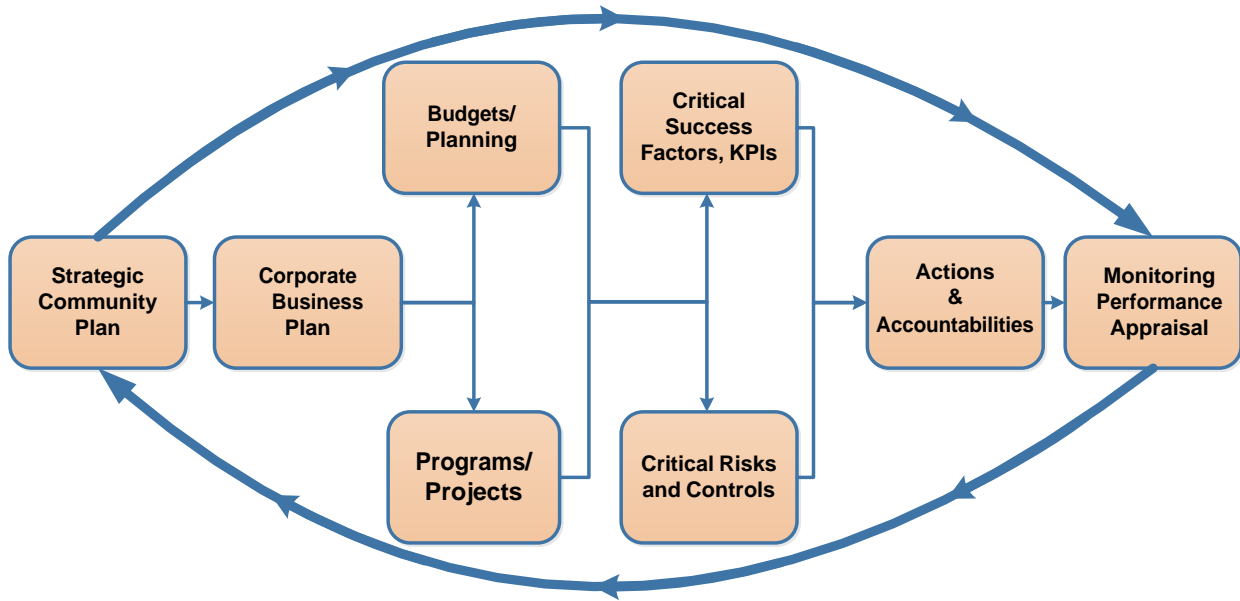 Strategic
Community
Plan
Corporate
Business
Plan
Budgets/
Planning
Programs/
Projects
Critical
Success
Factors, KPIs
Critical Risks
and Controls
Actions
&
Accountabilities
Monitoring
Performance
Appraisal